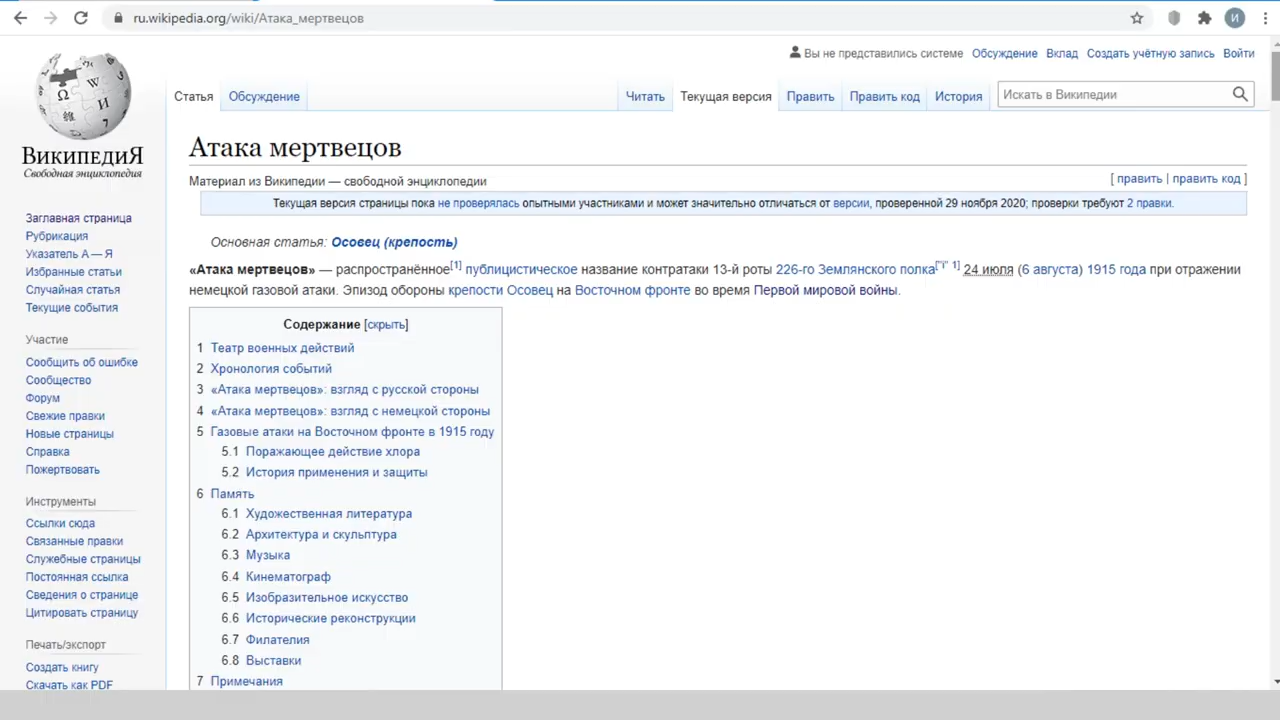 ru.wikipedia.org/wiki/Атака_мертвецов
И
Вы не представились системе Обсуждение Вклад Создать учётную запись Войти
Статья Обсуждение Читать Текущая версия Править Править код История Искать в Википедии
ВикипедиЯ
Свободная энциклопедия
Атака мертвецов
Материал из Википедии — свободной энциклопедии [ править | править код ]
Текущая версия страницы пока не проверялась опытными участниками и может значительно отличаться от версии, проверенной 29 ноября 2020; проверки требуют 2 правки.
Основная статья: Осовец (крепость)
«Атака мертвецов» — распространённое[1] публицистическое название контратаки 13-й роты 226-го Землянского полка["i" 1] 24 июля (6 августа) 1915 года при отражении
немецкой газовой атаки. Эпизод обороны крепости Осовец на Восточном фронте во время Первой мировой войны.
Содержание [скрыть]
1 Театр военных действий
2 Хронология событий
3 «Атака мертвецов»: взгляд с русской стороны
4 «Атака мертвецов»: взгляд с немецкой стороны
5 Газовые атаки на Восточном фронте в 1915 году
5.1 Поражающее действие хлора
5.2 История применения и защиты
6 Память
6.1 Художественная литература
6.2 Архитектура и скульптура
6.3 Музыка
6.4 Кинематограф
6.5 Изобразительное искусство
6.6 Исторические реконструкции
6.7 Филателия
6.8 Выставки
7 Примечания
Заглавная страница
Рубрикация
Указатель А — Я
Избранные статьи
Случайная статья
Текущие события
Участие
Сообщить об ошибке
Сообщество
Форум
Свежие правки
Новые страницы
Справка
Пожертвовать
Инструменты
Ссылки сюда
Связанные правки
Служебные страницы
Постоянная ссылка
Сведения о странице
Цитировать страницу
Печать/экспорт
Создать книгу
Скачать как PDF